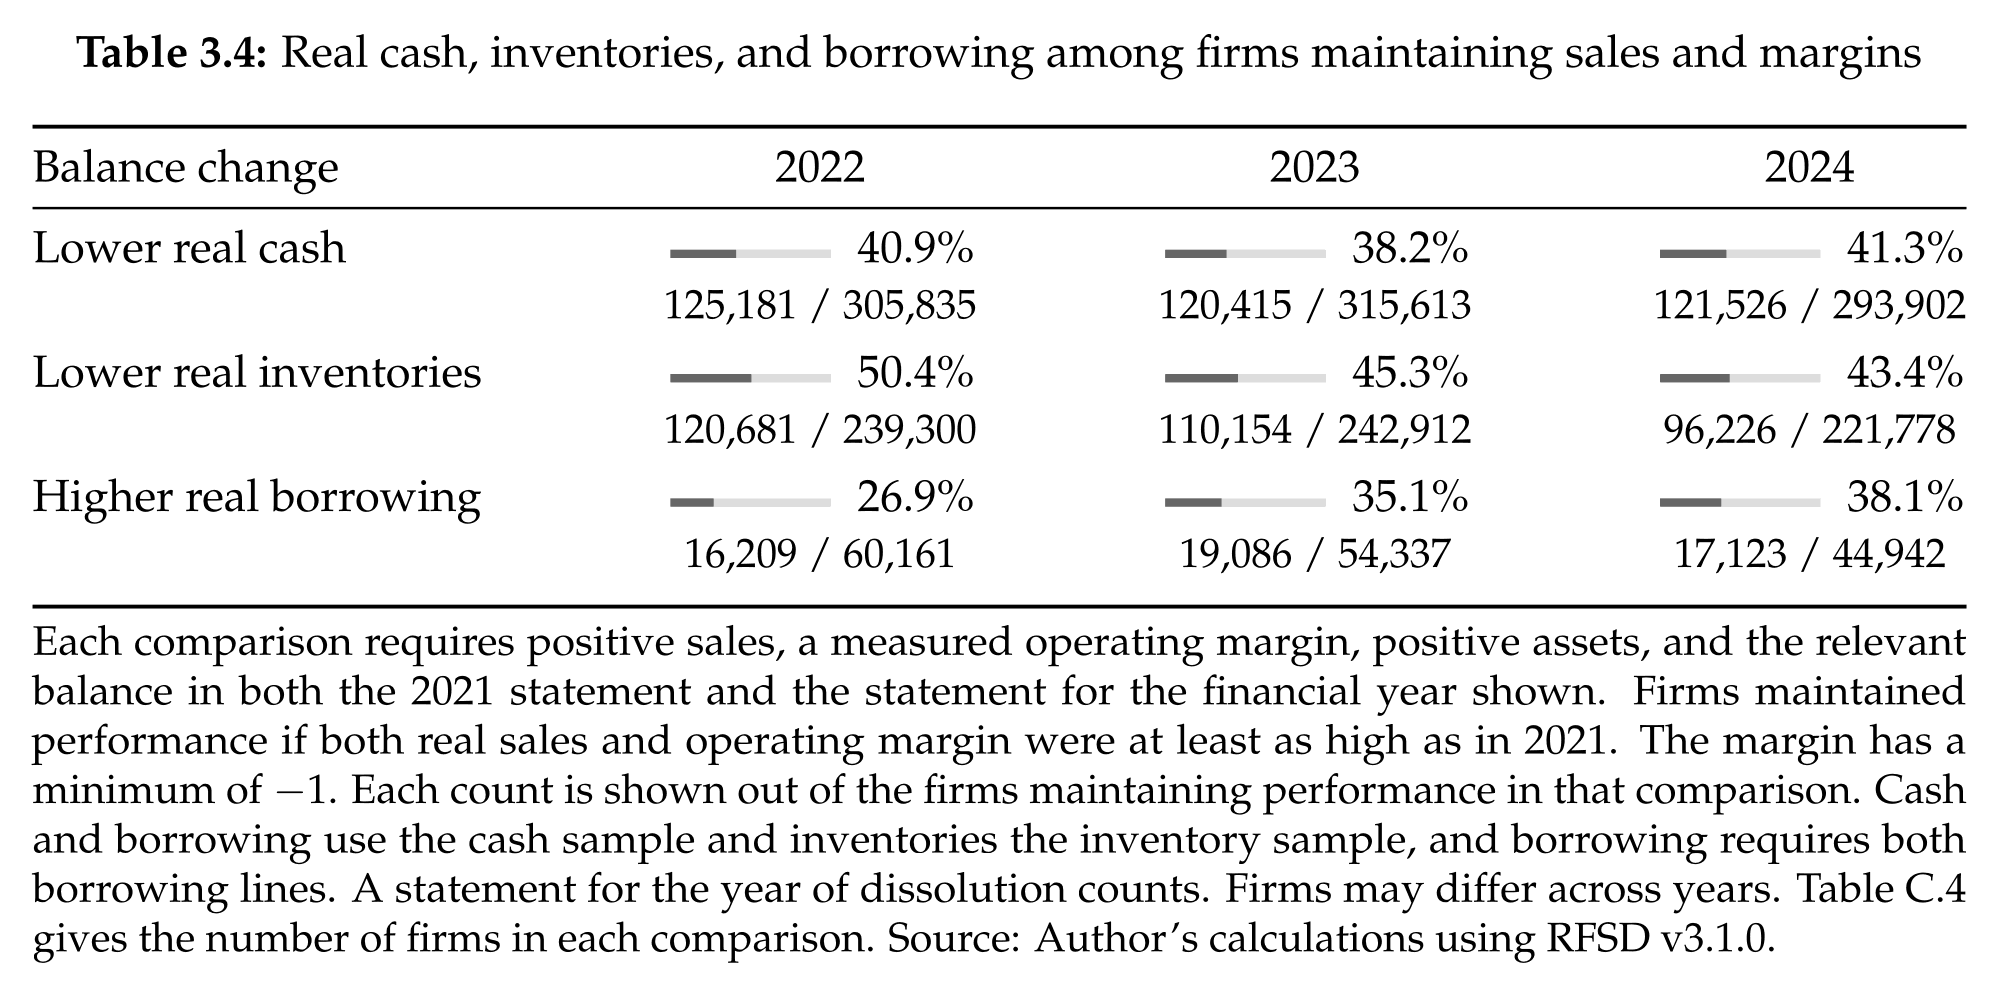 Table 3.4: Real cash, inventories, and borrowing among firms maintaining sales and margins
Balance change 2022 2023 2024
Lower real cash 40.9% 38.2% 41.3%
125,181 / 305,835 120,415 / 315,613 121,526 / 293,902
Lower real inventories 50.4% 45.3% 43.4%
120,681 / 239,300 110,154 / 242,912 96,226 / 221,778
Higher real borrowing 26.9% 35.1% 38.1%
16,209 / 60,161 19,086 / 54,337 17,123 / 44,942
Each comparison requires positive sales, a measured operating margin, positive assets, and the relevant
balance in both the 2021 statement and the statement for the financial year shown. Firms maintained
performance if both real sales and operating margin were at least as high as in 2021. The margin has a
minimum of −1. Each count is shown out of the firms maintaining performance in that comparison. Cash
and borrowing use the cash sample and inventories the inventory sample, and borrowing requires both
borrowing lines. A statement for the year of dissolution counts. Firms may differ across years. Table C.4
gives the number of firms in each comparison. Source: Author's calculations using RFSD v3.1.0.